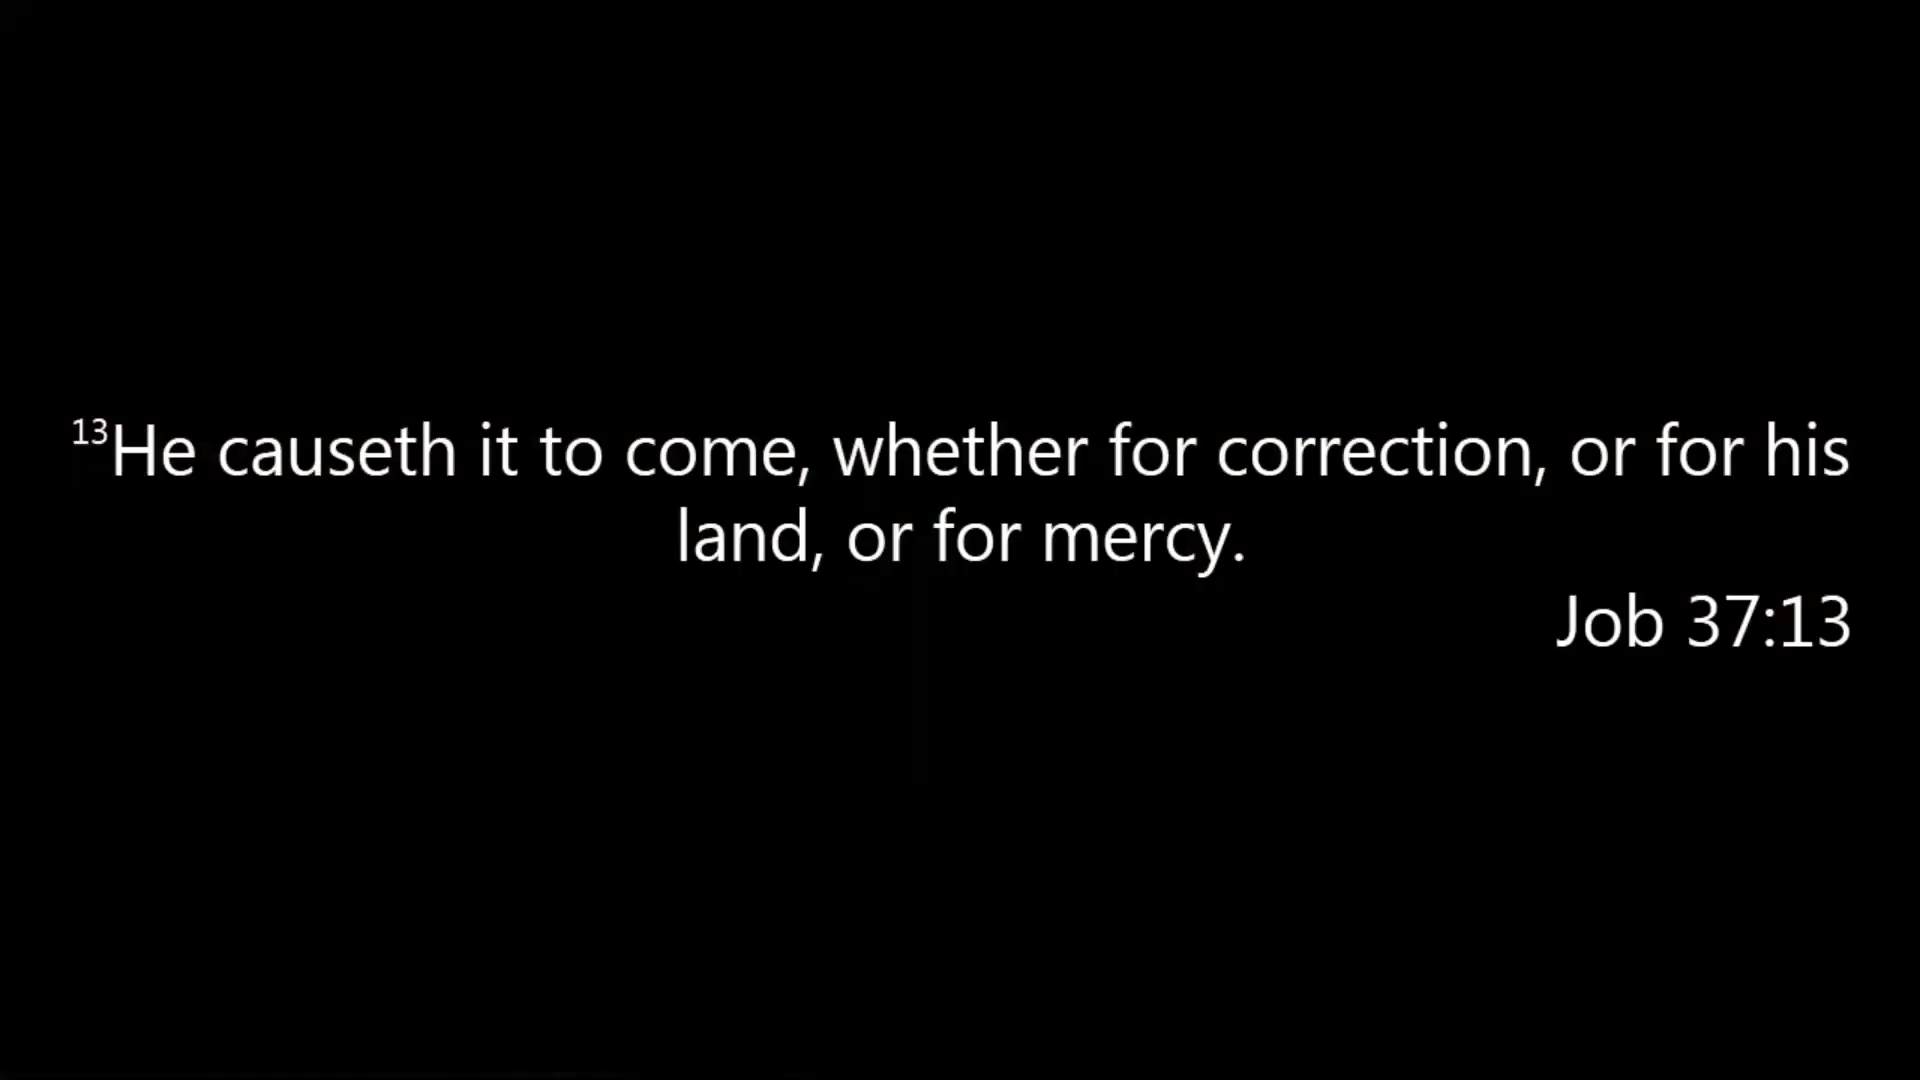 ¹³He causeth it to come, whether for correction, or for his
land, or for mercy.
Job 37:13